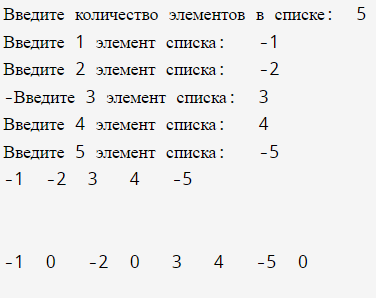 Введите количество элементов в списке: 5
Введите 1 элемент списка: -1
Введите 2 элемент списка: -2
-Введите 3 элемент списка: 3
Введите 4 элемент списка: 4
Введите 5 элемент списка: -5
-1 -2 3 4 -5
-1 0 -2 0 3 4 -5 0